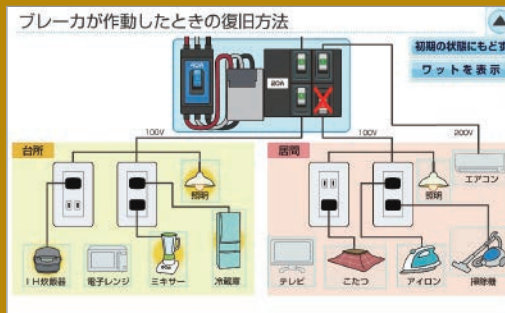 ブレーカが作動したときの復旧方法
初期の状態にもどす
ワットを表示
40A
20A
100V
100V
200V
台所
居間
照明
照明
エアコン
IH炊飯器
電子レンジ
ミキサー
冷蔵庫
テレビ
こたつ
アイロン
掃除機